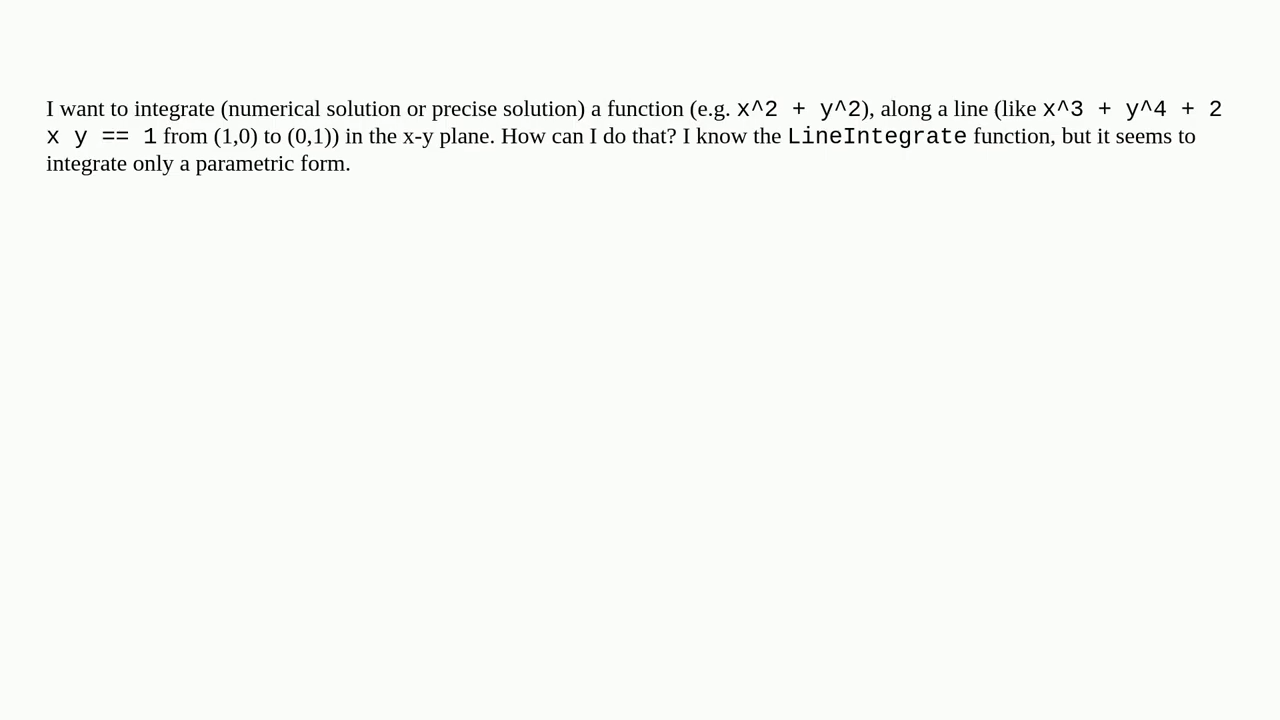 I want to integrate (numerical solution or precise solution) a function (e.g. x^2 + y^2), along a line (like x^3 + y^4 + 2
x y == 1 from (1,0) to (0,1)) in the x-y plane. How can I do that? I know the LineIntegrate function, but it seems to
integrate only a parametric form.